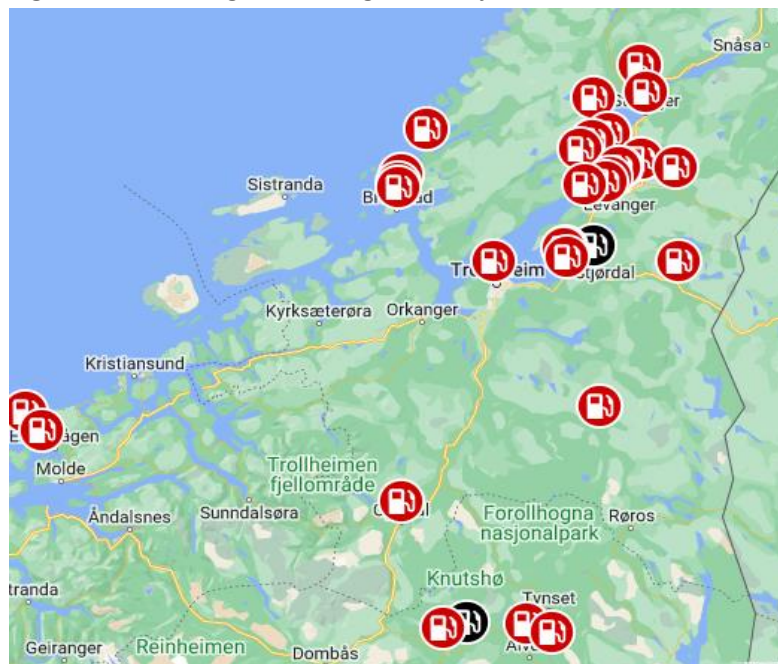 Snåsa
Sistranda
Levanger
Stjørdal
Kyrksæterøra
Orkanger
Kristiansund
Molde
Trollheimen
fjellområde
Åndalsnes
Sunndalsøra
Forollhogna
nasjonalpark
Røros
Knutshø
Tynset
Geiranger
Reinheimen
Dombås